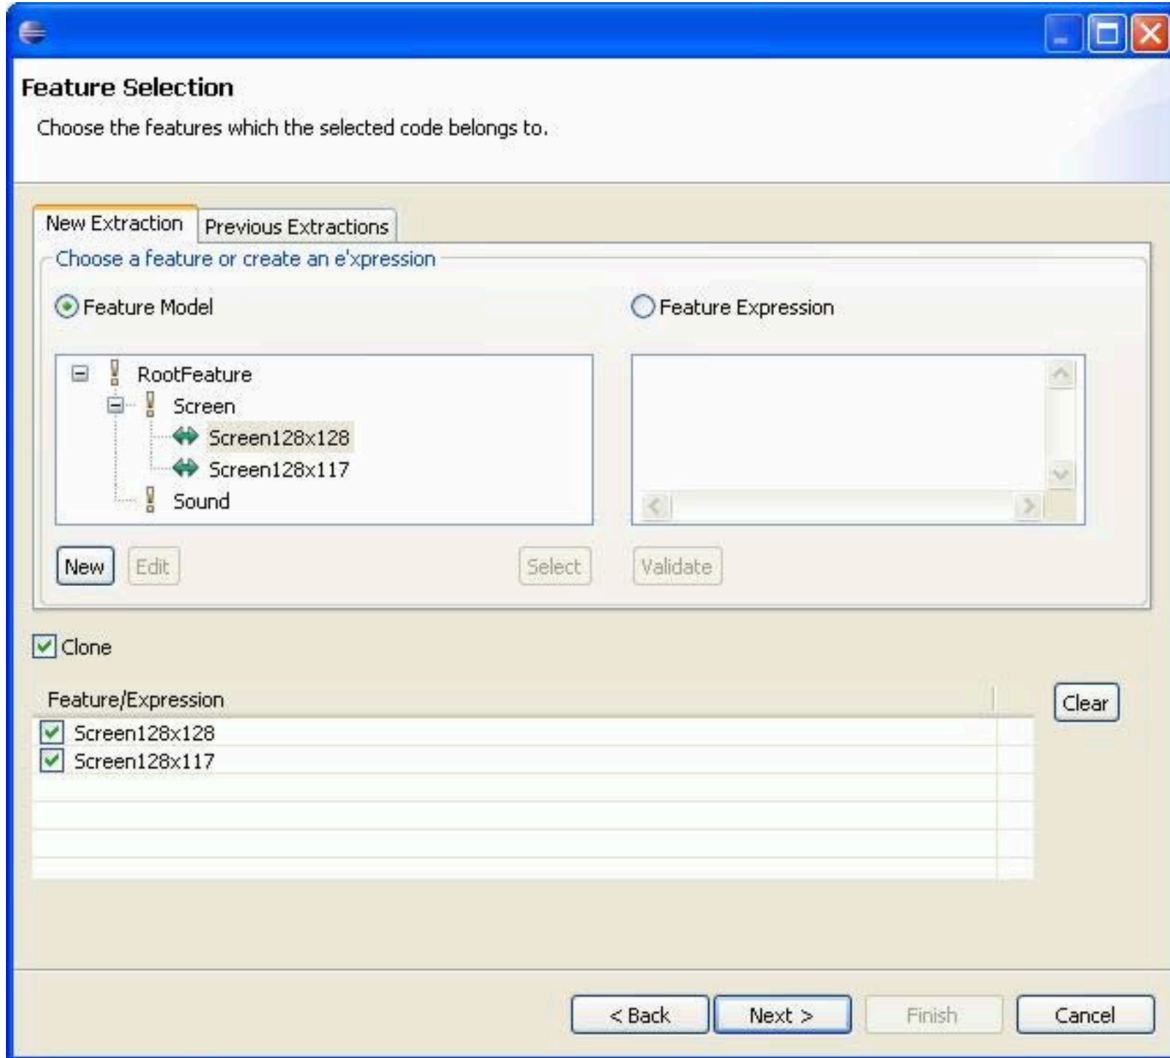 Feature Selection
Choose the features which the selected code belongs to.
New Extraction Previous Extractions
Choose a feature or create an e'xpression
Feature Model Feature Expression
RootFeature
Screen
Screen128x128
Screen128x117
Sound
New Edit Select Validate
Clone
Feature/Expression
Clear
Screen128x128
Screen128x117
< Back Next > Finish Cancel